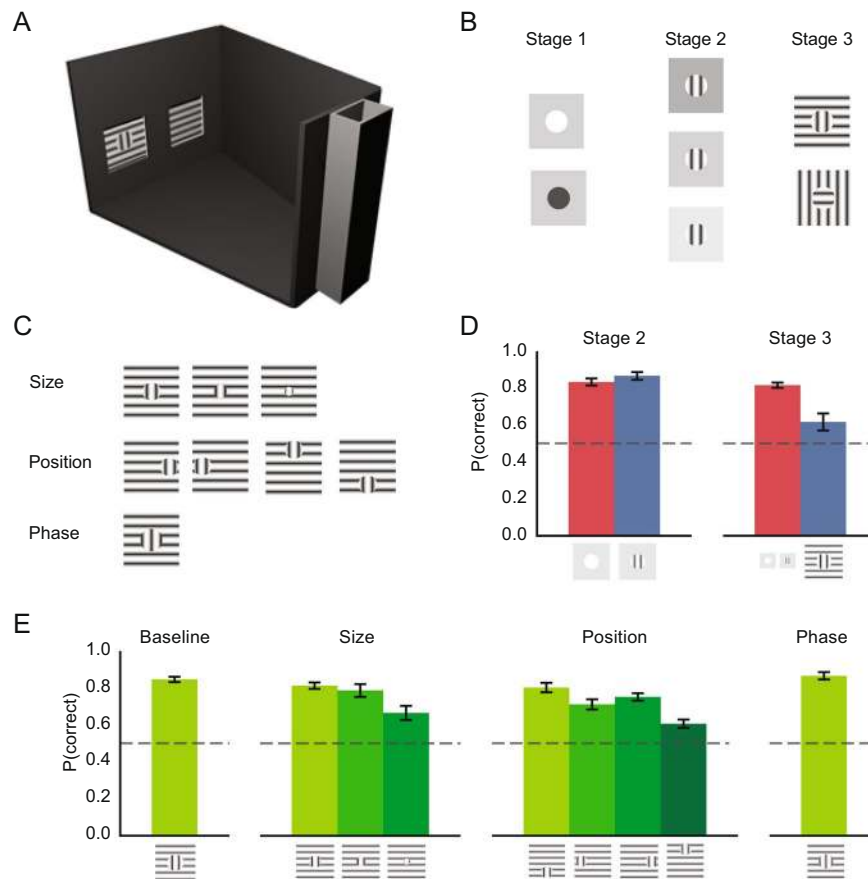 A
B
Stage 1
Stage 2
Stage 3
C
Size
Position
Phase
D
Stage 2
Stage 3
1.0
0.8
0.6
0.4
0.2
0.0
P(correct)
E
Baseline
Size
Position
Phase
1.0
0.8
0.6
0.4
0.2
0.0
P(correct)